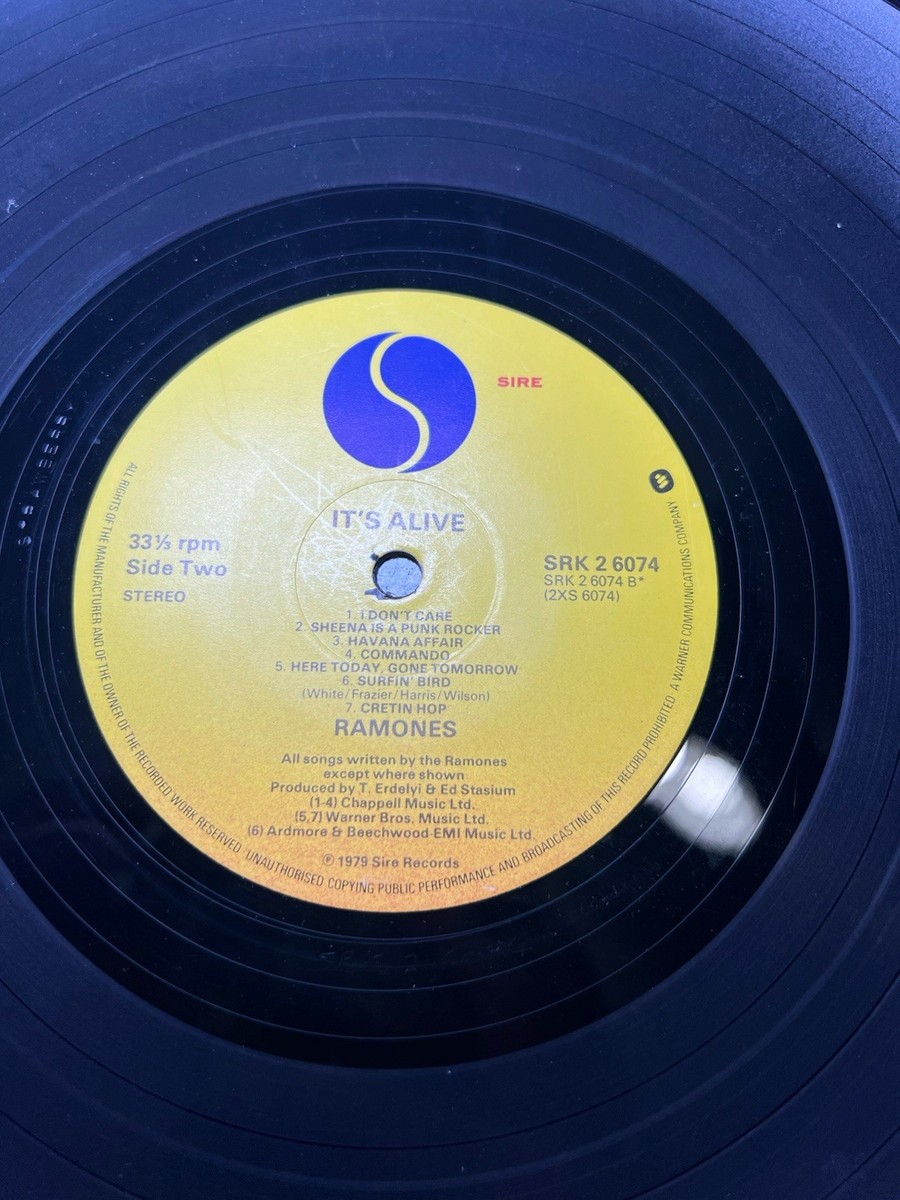 SIRE
IT'S ALIVE
33⅓ rpm
Side Two
STEREO
SRK 2 6074
SRK 2 6074 B*
(2XS 6074)
1. I DON'T CARE
2. SHEENA IS A PUNK ROCKER
3. HAVANA AFFAIR
4. COMMANDO
5. HERE TODAY, GONE TOMORROW
6. SURFIN' BIRD
(White/Frazier/Harris/Wilson)
7. CRETIN HOP
RAMONES
All songs written by the Ramones
except where shown
Produced by T. Erdelyi & Ed Stasium
(1-4) Chappell Music Ltd.
(5,7) Warner Bros. Music Ltd.
(6) Ardmore & Beechwood-EMI Music Ltd.
℗ 1979 Sire Records
ALL RIGHTS OF THE MANUFACTURER AND OF THE OWNER OF THE RECORDED WORK RESERVED UNAUTHORISED COPYING PUBLIC PERFORMANCE AND BROADCASTING OF THIS RECORD PROHIBITED A WARNER COMMUNICATIONS COMPANY